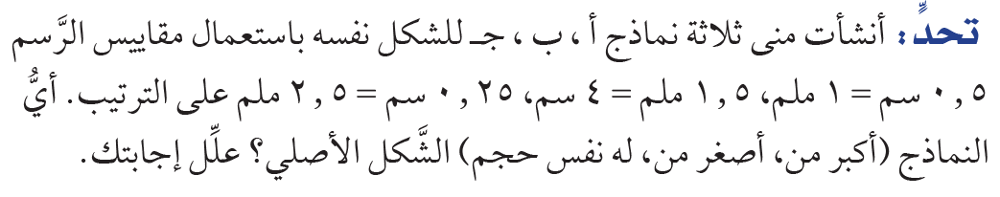 تحدٍّ: أنشأت منى ثلاثة نماذج أ ، ب ، جـ للشكل نفسه باستعمال مقاييس الرَّسم
٠,٥ سم = ١ ملم، ١,٥ ملم = ٤ سم، ٠,٢٥ سم = ٢,٥ ملم على الترتيب. أيُّ
النماذج (أكبر من، أصغر من، له نفس حجم) الشَّكل الأصلي؟ علِّل إجابتك.